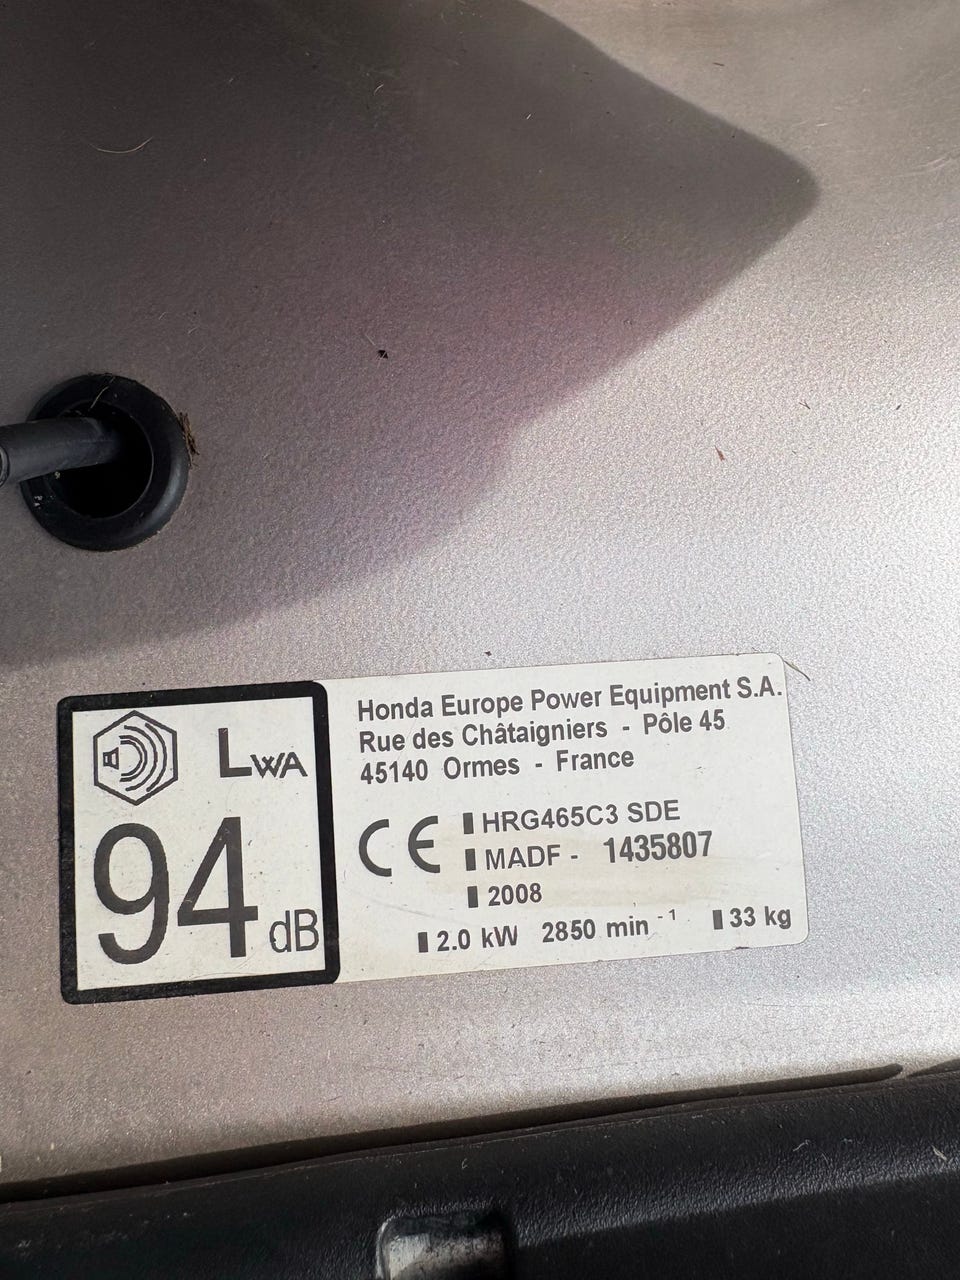 LWA
94 dB
Honda Europe Power Equipment S.A.
Rue des Châtaigniers - Pôle 45
45140 Ormes - France
CE
HRG465C3 SDE
MADF - 1435807
2008
2.0 kW 2850 min -1 33 kg